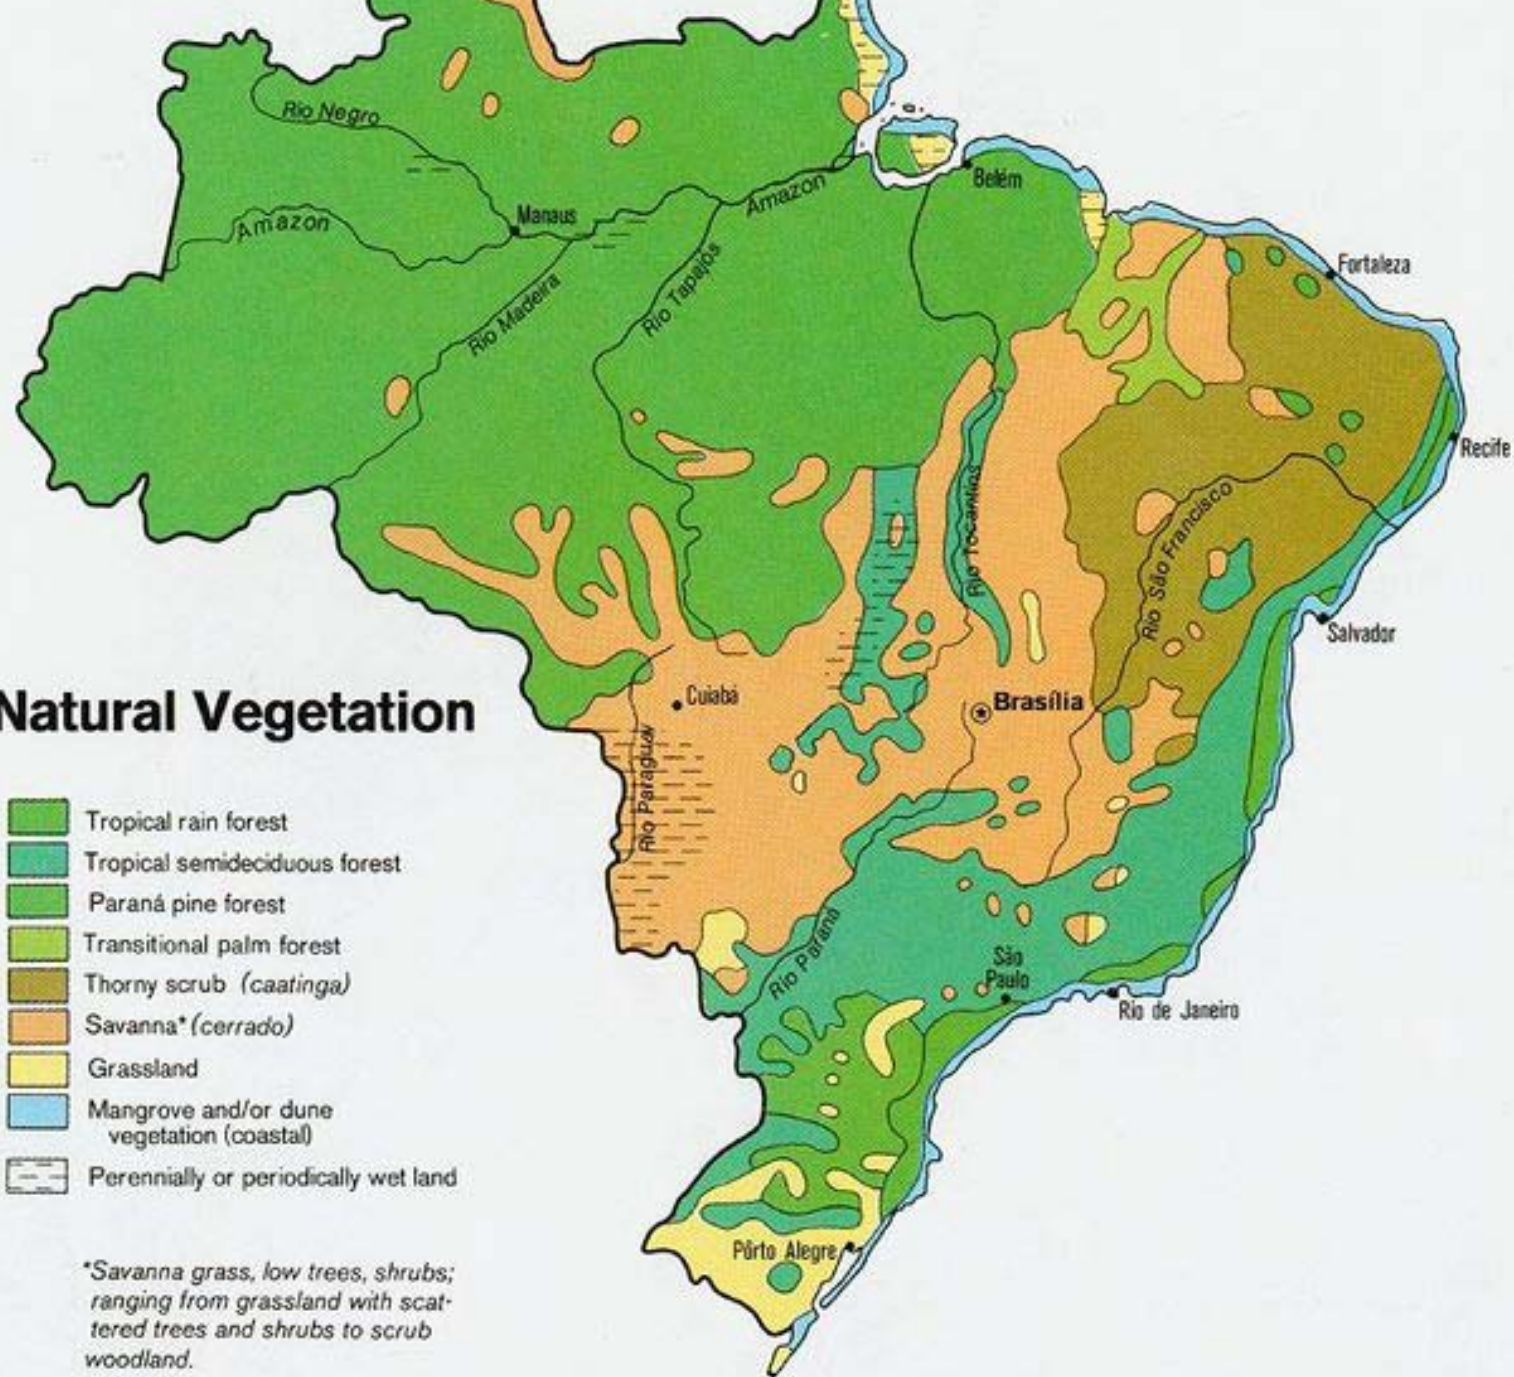 Rio Negro
Amazon
Manaus
Amazon
Belém
Rio Madeira
Rio Tapajós
Fortaleza
Recife
Rio Tocantins
Rio São Francisco
Salvador
Cuiabá
Brasília
Rio Paraguai
Rio Paraná
São
Paulo
Rio de Janeiro
Pôrto Alegre
Natural Vegetation
Tropical rain forest
Tropical semideciduous forest
Paraná pine forest
Transitional palm forest
Thorny scrub (caatinga)
Savanna* (cerrado)
Grassland
Mangrove and/or dune
vegetation (coastal)
Perennially or periodically wet land
*Savanna grass, low trees, shrubs;
ranging from grassland with scat-
tered trees and shrubs to scrub
woodland.